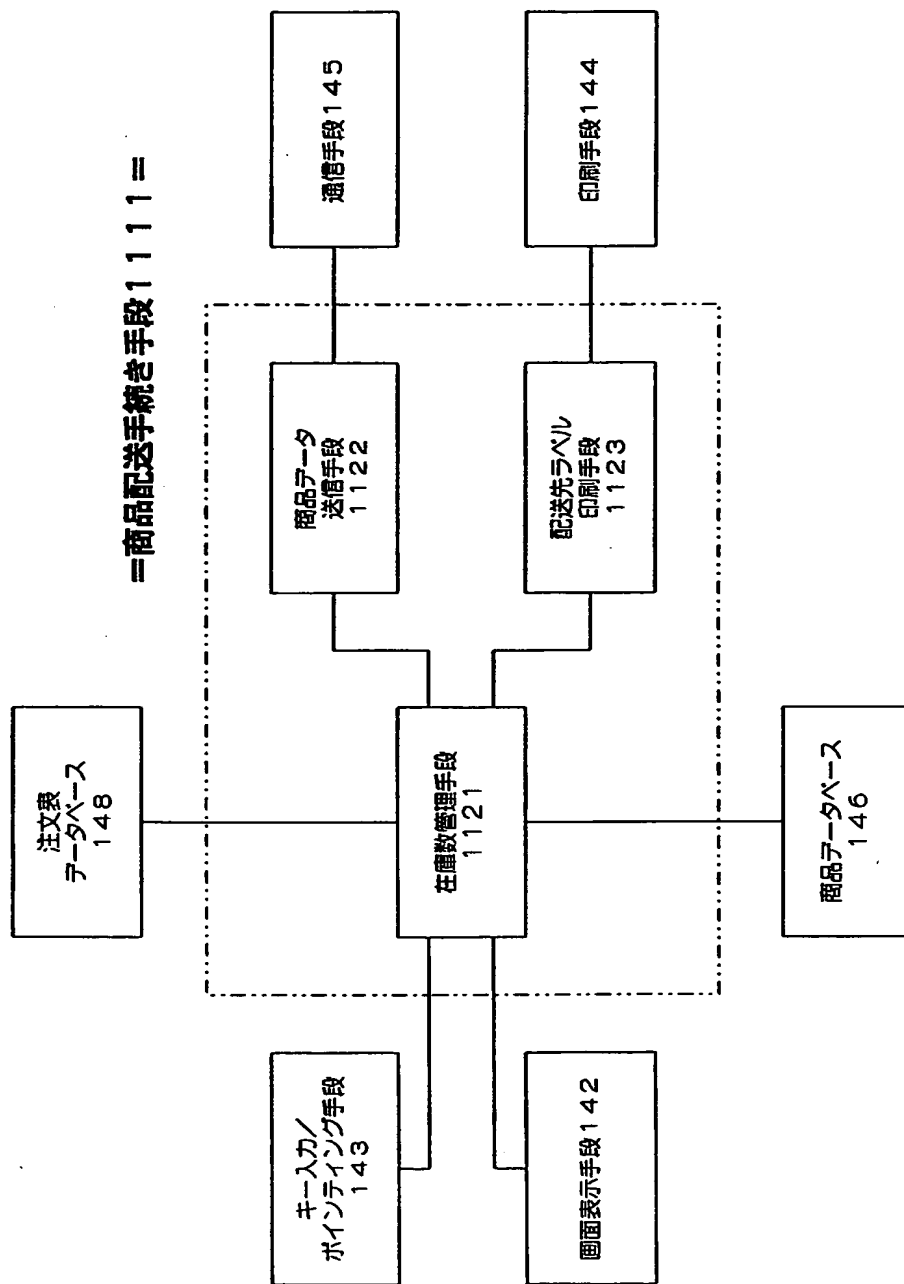 =商品配送手続き手段1111=
注文表
データベース
148
キー入力/
ポインティング手段
143
画面表示手段142
在庫数管理手段
1121
商品データ
送信手段
1122
配送先ラベル
印刷手段
1123
通信手段145
印刷手段144
商品データベース
146